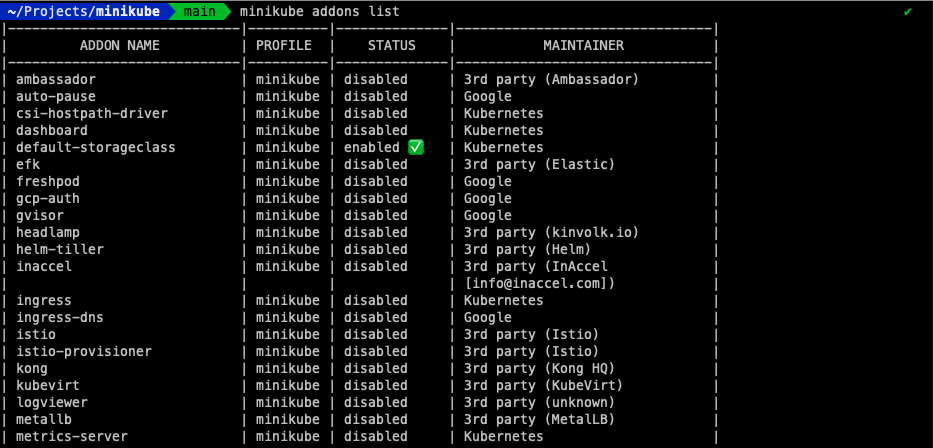 ~/Projects/minikube main minikube addons list ✔
|-----------------------------|----------|--------------|--------------------------------|
|         ADDON NAME          | PROFILE  |    STATUS    |           MAINTAINER           |
|-----------------------------|----------|--------------|--------------------------------|
| ambassador                  | minikube | disabled     | 3rd party (Ambassador)         |
| auto-pause                  | minikube | disabled     | Google                         |
| csi-hostpath-driver         | minikube | disabled     | Kubernetes                     |
| dashboard                   | minikube | disabled     | Kubernetes                     |
| default-storageclass        | minikube | enabled ✅   | Kubernetes                     |
| efk                         | minikube | disabled     | 3rd party (Elastic)            |
| freshpod                    | minikube | disabled     | Google                         |
| gcp-auth                    | minikube | disabled     | Google                         |
| gvisor                      | minikube | disabled     | Google                         |
| headlamp                    | minikube | disabled     | 3rd party (kinvolk.io)         |
| helm-tiller                 | minikube | disabled     | 3rd party (Helm)               |
| inaccel                     | minikube | disabled     | 3rd party (InAccel             |
|                             |          |              | [info@inaccel.com])            |
| ingress                     | minikube | disabled     | Kubernetes                     |
| ingress-dns                 | minikube | disabled     | Google                         |
| istio                       | minikube | disabled     | 3rd party (Istio)              |
| istio-provisioner           | minikube | disabled     | 3rd party (Istio)              |
| kong                        | minikube | disabled     | 3rd party (Kong HQ)            |
| kubevirt                    | minikube | disabled     | 3rd party (KubeVirt)           |
| logviewer                   | minikube | disabled     | 3rd party (unknown)            |
| metallb                     | minikube | disabled     | 3rd party (MetalLB)            |
| metrics-server              | minikube | disabled     | Kubernetes                     |